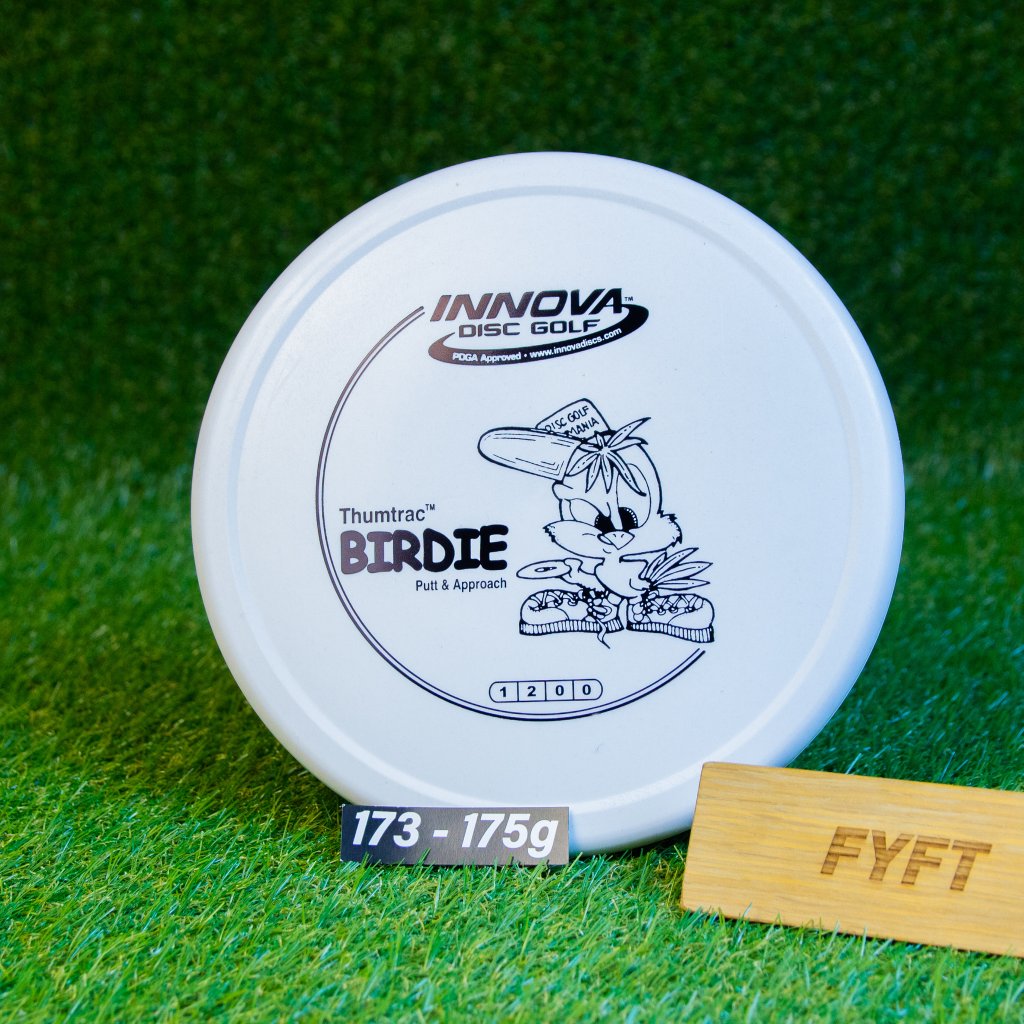 INNOVA™
DISC GOLF
PDGA Approved • www.innovadiscs.com
DISC GOLF
MANIA
Thumtrac™
BIRDIE
Putt & Approach
1 2 0 0
173 - 175g
FYFT